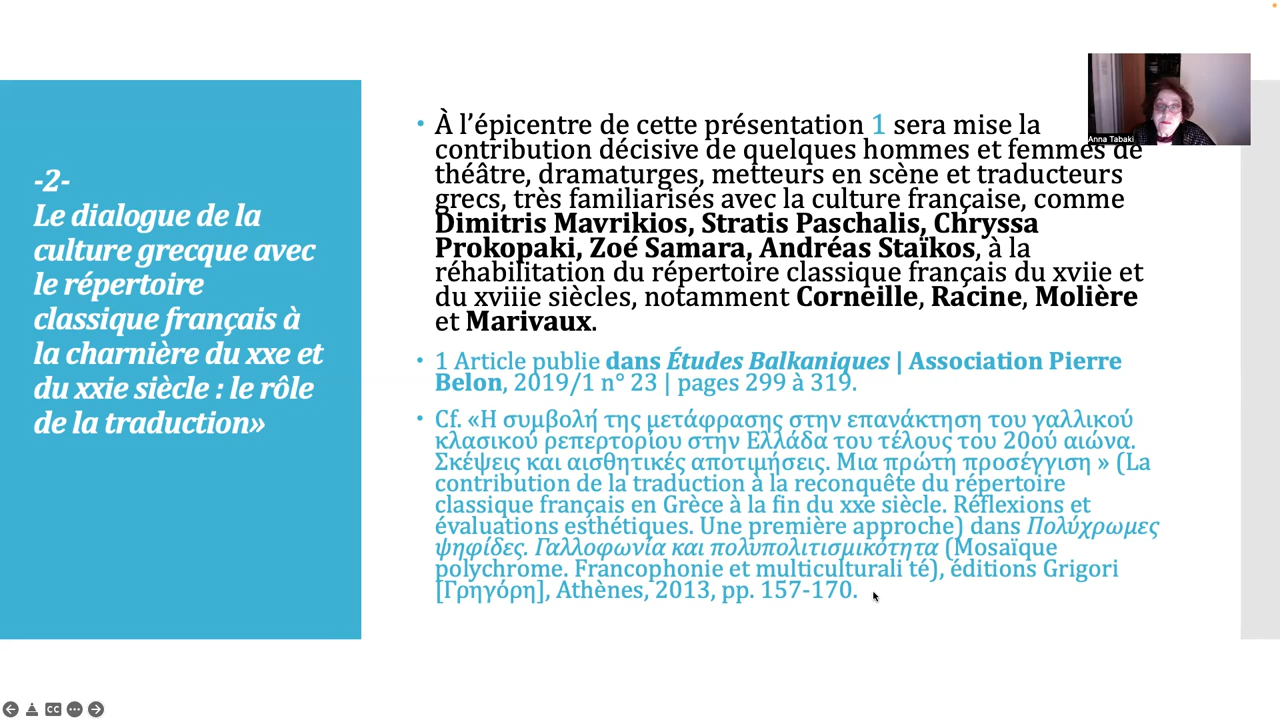 -2-
Le dialogue de la
culture grecque avec
le répertoire
classique français à
la charnière du xxe et
du xxie siècle : le rôle
de la traduction»
À l’épicentre de cette présentation 1 sera mise la
contribution décisive de quelques hommes et femmes de
théâtre, dramaturges, metteurs en scène et traducteurs
grecs, très familiarisés avec la culture française, comme
Dimitris Mavrikios, Stratis Paschalis, Chryssa
Prokopaki, Zoé Samara, Andréas Staïkos, à la
réhabilitation du répertoire classique français du xviie et
du xviiie siècles, notamment Corneille, Racine, Molière
et Marivaux.
1 Article publie dans Études Balkaniques | Association Pierre
Belon, 2019/1 n° 23 | pages 299 à 319.
Cf. «Η συμβολή της μετάφρασης στην επανάκτηση του γαλλικού
κλασικού ρεπερτορίου στην Ελλάδα του τέλους του 20ού αιώνα.
Σκέψεις και αισθητικές αποτιμήσεις. Μια πρώτη προσέγγιση » (La
contribution de la traduction à la reconquête du répertoire
classique français en Grèce à la fin du xxe siècle. Réflexions et
évaluations esthétiques. Une première approche) dans Πολύχρωμες
ψηφίδες. Γαλλοφωνία και πολυπολιτισμικότητα (Mosaïque
polychrome. Francophonie et multiculturali té), éditions Grigori
[Γρηγόρη], Athènes, 2013, pp. 157-170.
Anna Tabaki
CC